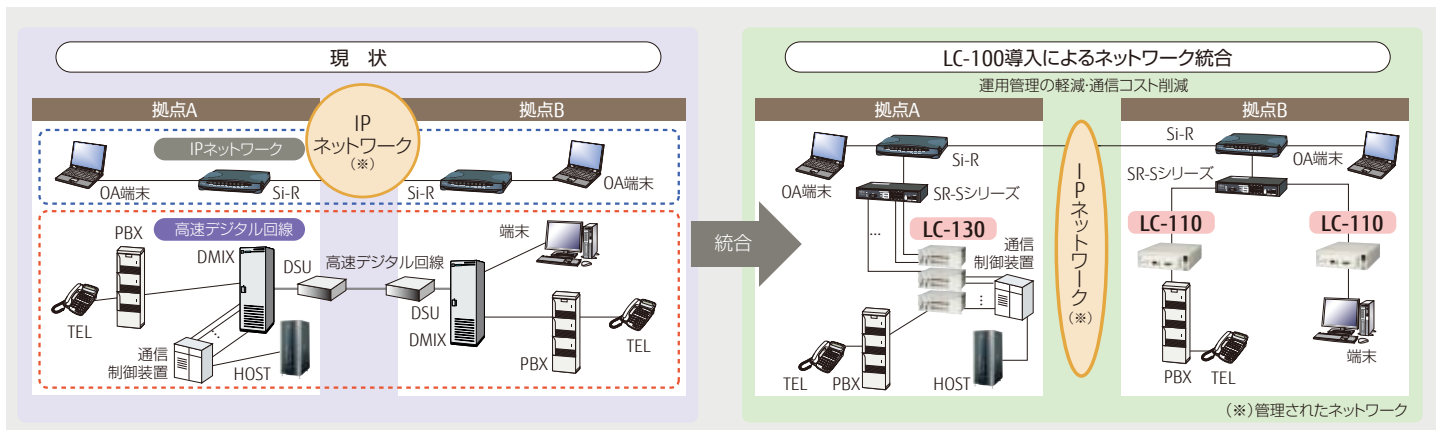 現　状
拠点A
拠点B
IP
ネットワーク
(※)
IPネットワーク
OA端末
Si-R
Si-R
OA端末
高速デジタル回線
PBX
DMIX
DSU
高速デジタル回線
端末
TEL
DSU
DMIX
通信
制御装置
HOST
PBX
TEL
統合
LC-100導入によるネットワーク統合
運用管理の軽減・通信コスト削減
拠点A
拠点B
Si-R
OA端末
Si-R
OA端末
SR-Sシリーズ
SR-Sシリーズ
IPネットワーク
(※)
LC-130
LC-110
LC-110
…
通信
制御装置
…
TEL
PBX
HOST
PBX
TEL
端末
(※)管理されたネットワーク